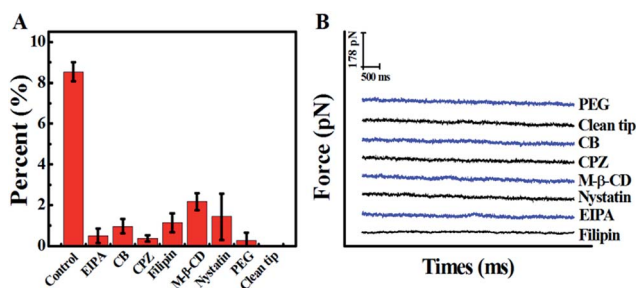 A
Percent (%)
10
8
6
4
2
0
Control
EIPA
CB
CPZ
Filipin
M-β-CD
Nystatin
PEG
Clean tip
B
178 pN
500 ms
Force (pN)
PEG
Clean tip
CB
CPZ
M-β-CD
Nystatin
EIPA
Filipin
Times (ms)